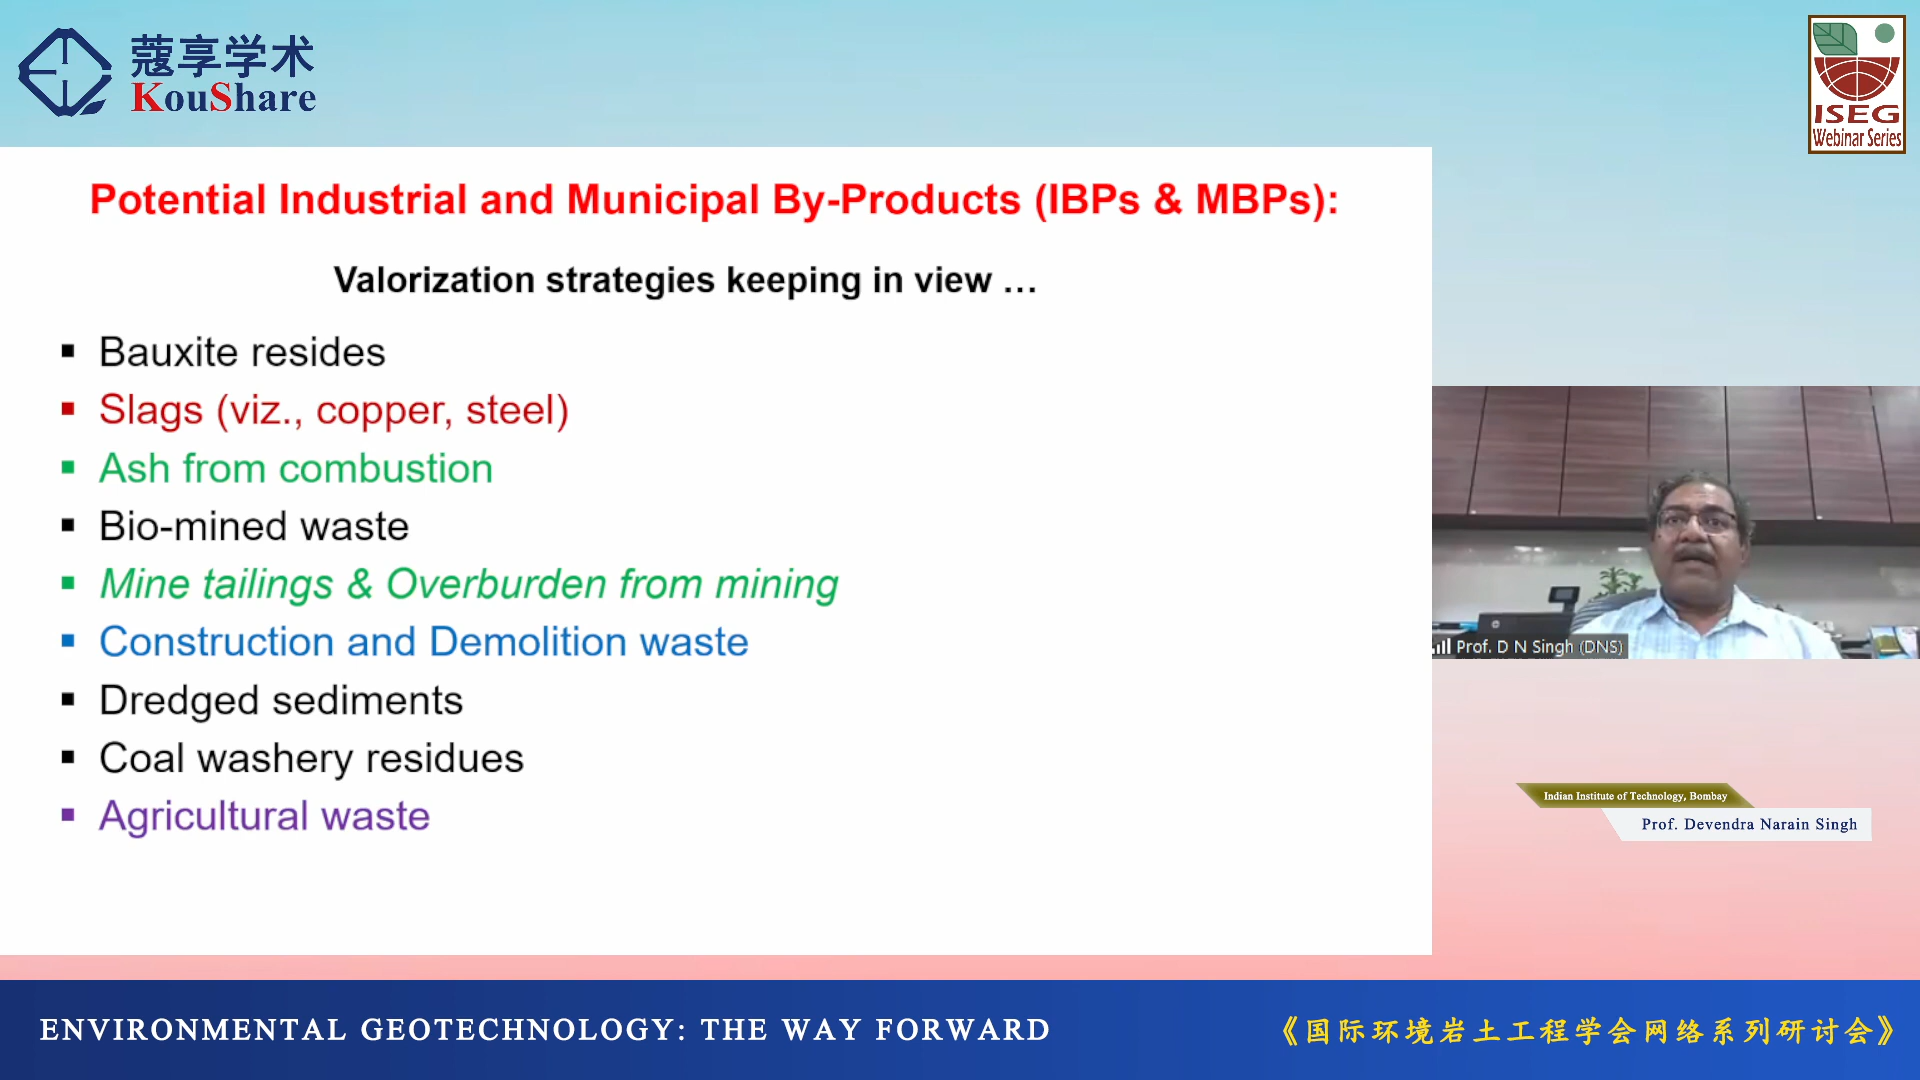 蔻享学术
KouShare
ISEG
Webinar Series
Potential Industrial and Municipal By-Products (IBPs & MBPs):
Valorization strategies keeping in view ...
▪ Bauxite resides
▪ Slags (viz., copper, steel)
▪ Ash from combustion
▪ Bio-mined waste
▪ Mine tailings & Overburden from mining
▪ Construction and Demolition waste
▪ Dredged sediments
▪ Coal washery residues
▪ Agricultural waste
Prof. D N Singh (DNS)
Indian Institute of Technology, Bombay
Prof. Devendra Narain Singh
ENVIRONMENTAL GEOTECHNOLOGY: THE WAY FORWARD
《国际环境岩土工程学会网络系列研讨会》